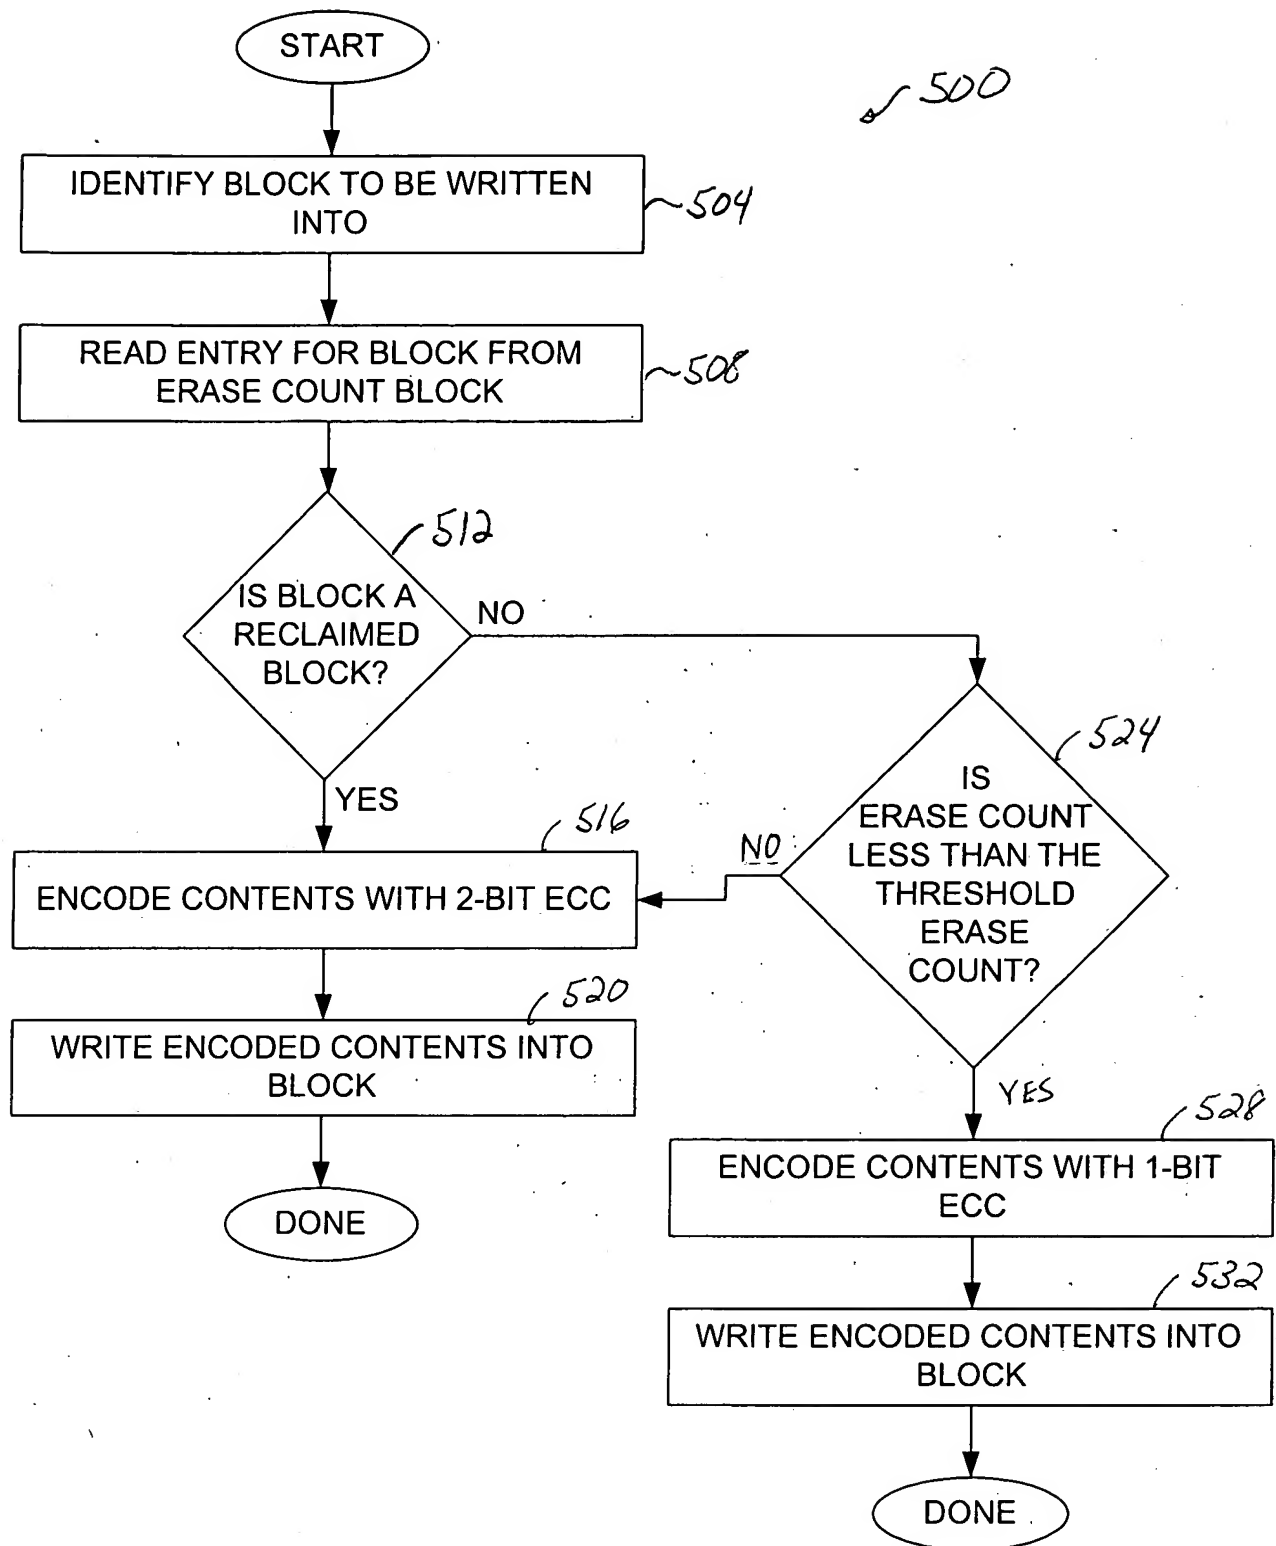 START
500
IDENTIFY BLOCK TO BE WRITTEN
INTO
504
READ ENTRY FOR BLOCK FROM
ERASE COUNT BLOCK
508
512
IS BLOCK A
RECLAIMED
BLOCK?
NO
YES
524
IS
ERASE COUNT
LESS THAN THE
THRESHOLD
ERASE
COUNT?
NO
516
ENCODE CONTENTS WITH 2-BIT ECC
520
WRITE ENCODED CONTENTS INTO
BLOCK
DONE
YES
528
ENCODE CONTENTS WITH 1-BIT
ECC
532
WRITE ENCODED CONTENTS INTO
BLOCK
DONE